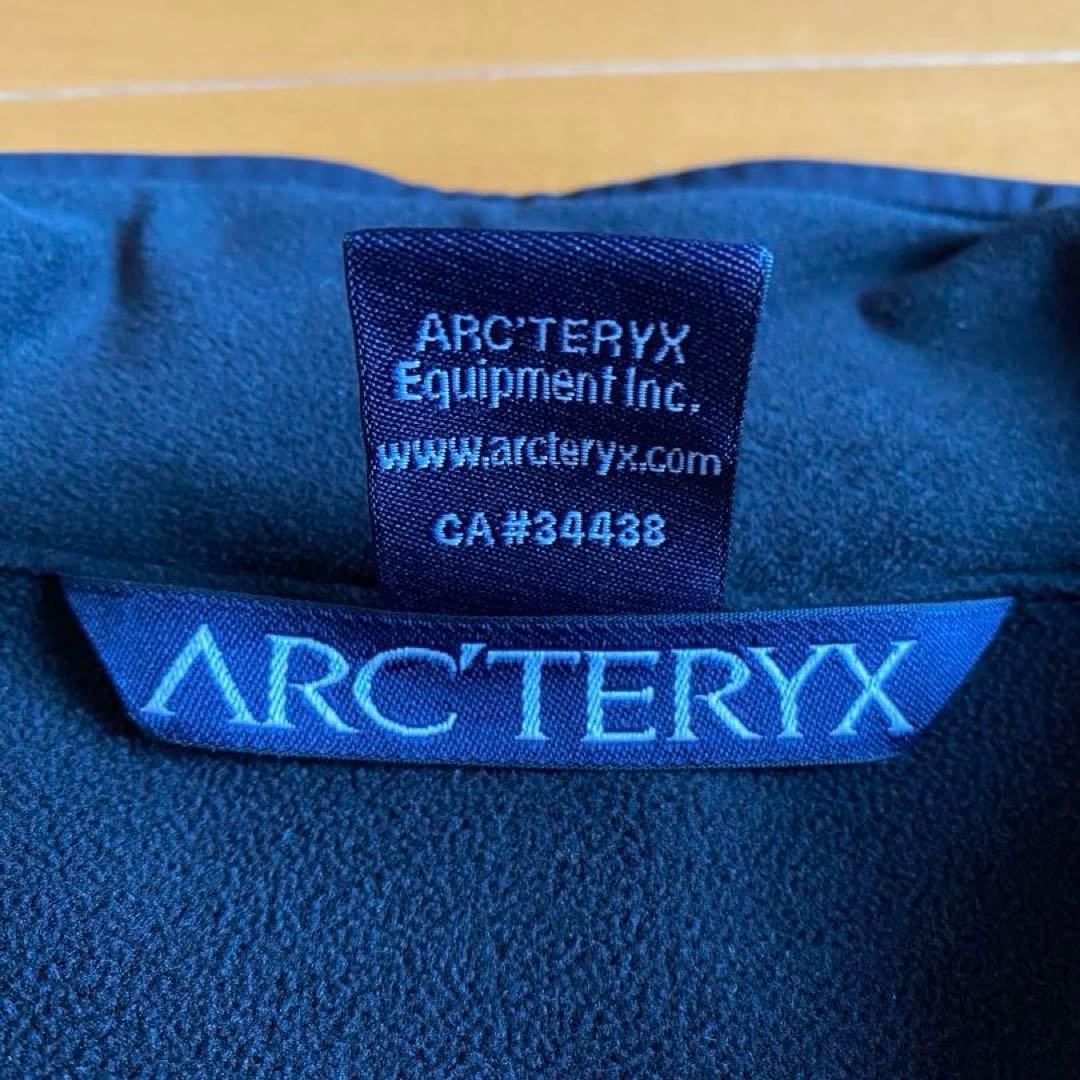 ARC'TERYX
Equipment Inc.
www.arcteryx.com
CA#34438
ARC'TERYX